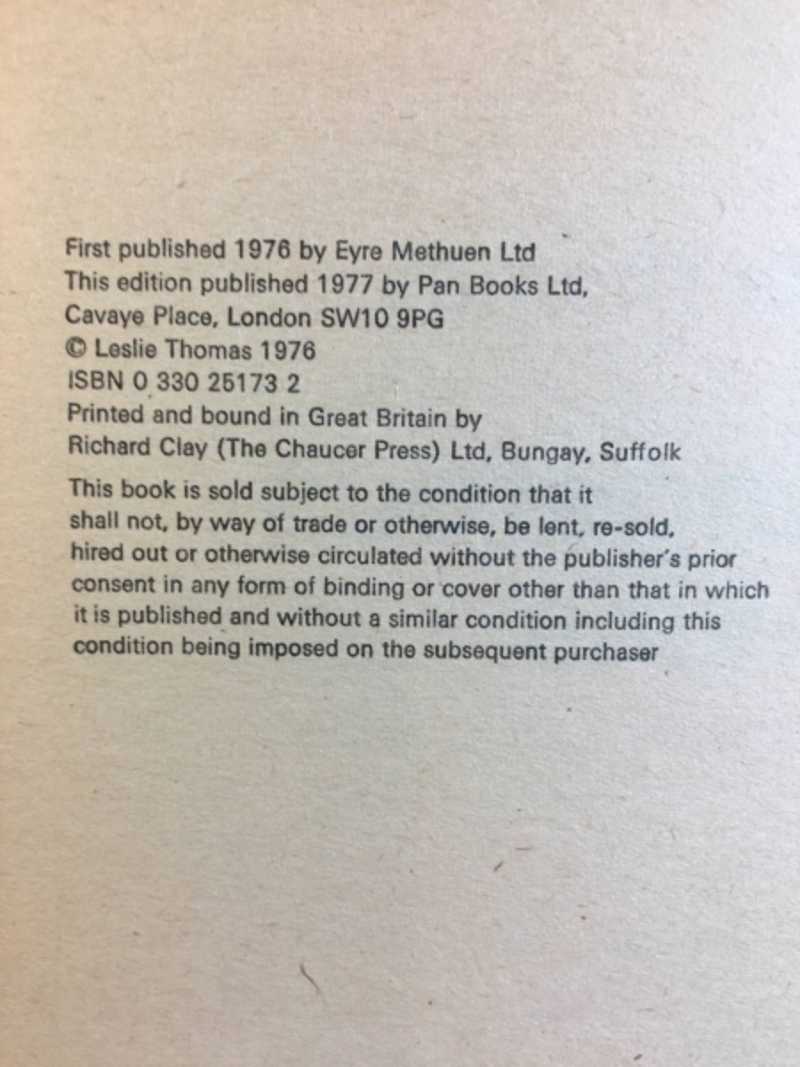 First published 1976 by Eyre Methuen Ltd
This edition published 1977 by Pan Books Ltd,
Cavaye Place, London SW10 9PG
© Leslie Thomas 1976
ISBN 0 330 25173 2
Printed and bound in Great Britain by
Richard Clay (The Chaucer Press) Ltd, Bungay, Suffolk
This book is sold subject to the condition that it
shall not, by way of trade or otherwise, be lent, re-sold,
hired out or otherwise circulated without the publisher's prior
consent in any form of binding or cover other than that in which
it is published and without a similar condition including this
condition being imposed on the subsequent purchaser